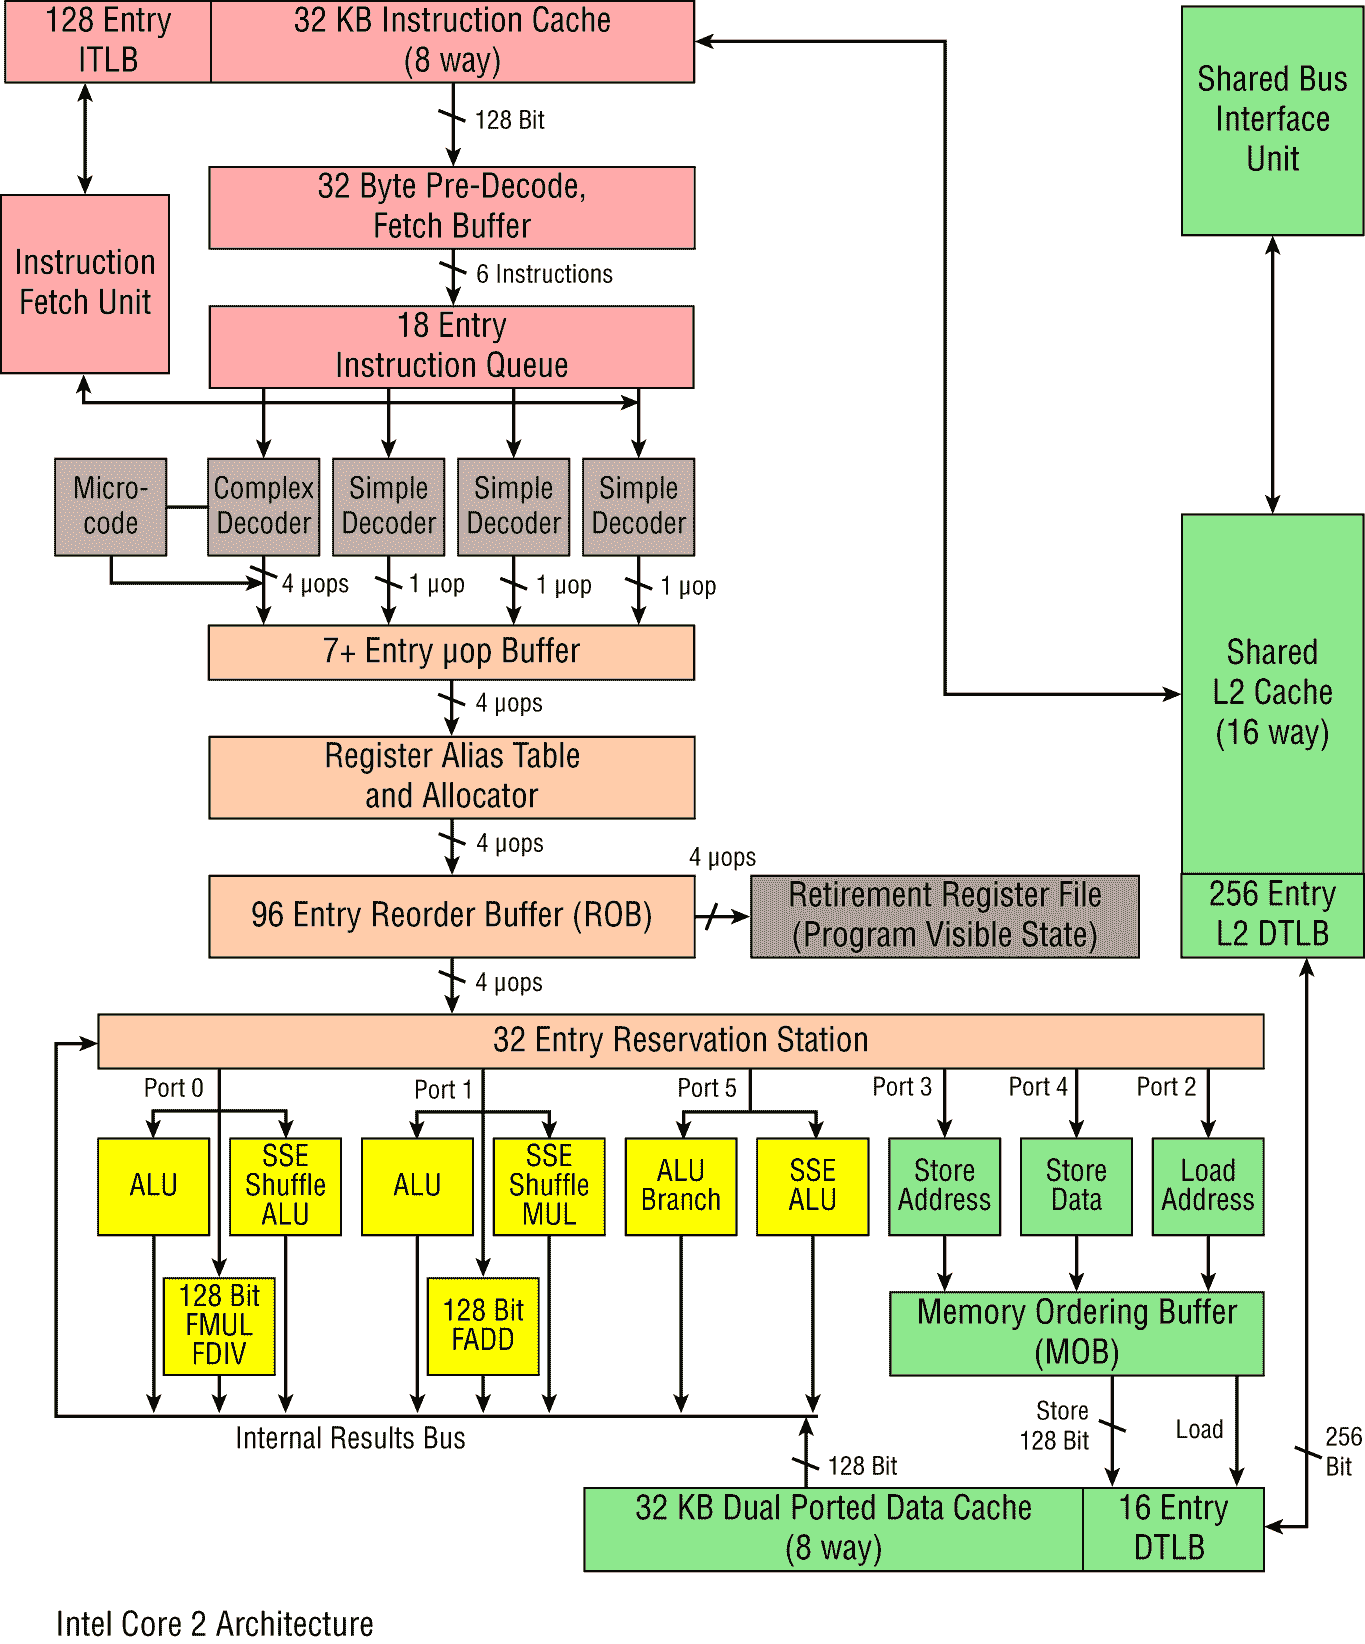 128 Entry
ITLB
32 KB Instruction Cache
(8 way)
128 Bit
Shared Bus
Interface
Unit
32 Byte Pre-Decode,
Fetch Buffer
Instruction
Fetch Unit
6 Instructions
18 Entry
Instruction Queue
Micro-
code
Complex
Decoder
Simple
Decoder
Simple
Decoder
Simple
Decoder
4 µops
1 µop
1 µop
1 µop
7+ Entry µop Buffer
Shared
L2 Cache
(16 way)
4 µops
Register Alias Table
and Allocator
4 µops
4 µops
96 Entry Reorder Buffer (ROB)
Retirement Register File
(Program Visible State)
256 Entry
L2 DTLB
4 µops
32 Entry Reservation Station
Port 0
Port 1
Port 5
Port 3
Port 4
Port 2
ALU
SSE
Shuffle
ALU
ALU
SSE
Shuffle
MUL
ALU
Branch
SSE
ALU
Store
Address
Store
Data
Load
Address
128 Bit
FMUL
FDIV
128 Bit
FADD
Memory Ordering Buffer
(MOB)
Internal Results Bus
Store
128 Bit
Load
256
Bit
128 Bit
32 KB Dual Ported Data Cache
(8 way)
16 Entry
DTLB
Intel Core 2 Architecture